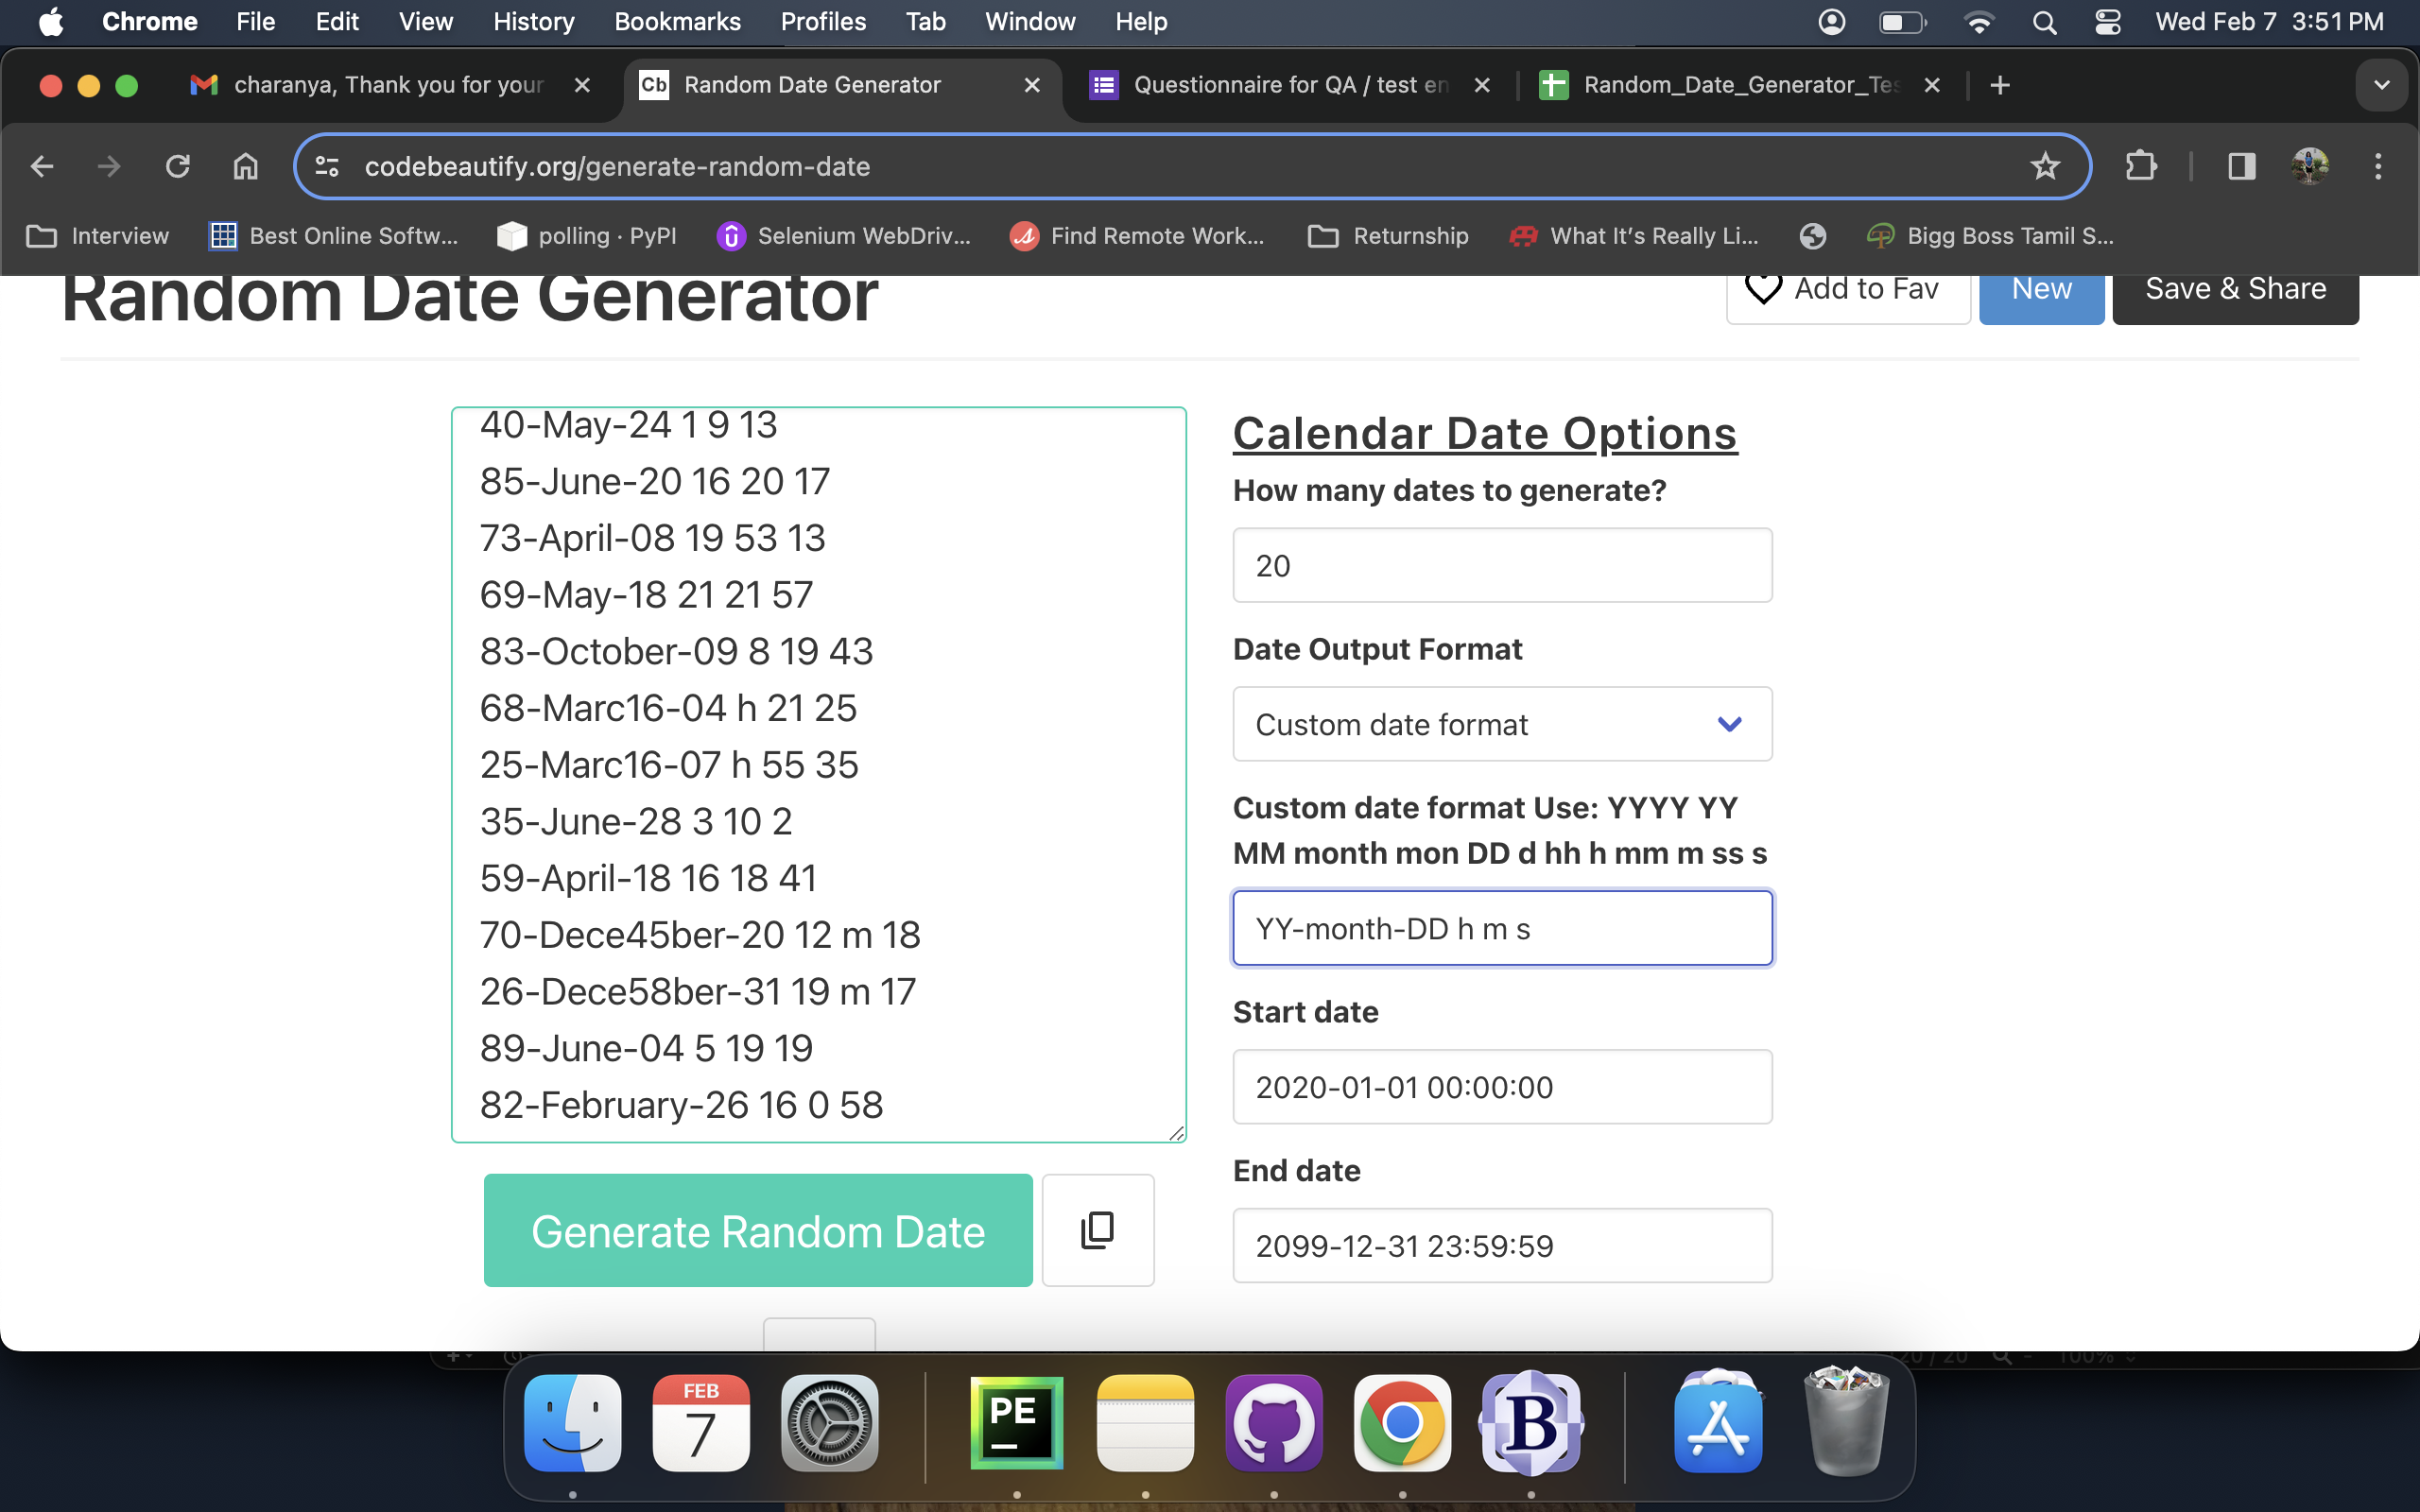 Chrome File Edit View History Bookmarks Profiles Tab Window Help Wed Feb 7 3:51 PM
charanya, Thank you for your
Cb Random Date Generator
Questionnaire for QA / test en
Random_Date_Generator_Tes
codebeautify.org/generate-random-date
Interview Best Online Softw... polling · PyPI Selenium WebDriv... Find Remote Work... Returnship What It's Really Li... Bigg Boss Tamil S...
Random Date Generator
Add to Fav New Save & Share
40-May-24 1 9 13
85-June-20 16 20 17
73-April-08 19 53 13
69-May-18 21 21 57
83-October-09 8 19 43
68-Marc16-04 h 21 25
25-Marc16-07 h 55 35
35-June-28 3 10 2
59-April-18 16 18 41
70-Dece45ber-20 12 m 18
26-Dece58ber-31 19 m 17
89-June-04 5 19 19
82-February-26 16 0 58
Generate Random Date
Calendar Date Options
How many dates to generate?
20
Date Output Format
Custom date format
Custom date format Use: YYYY YY
MM month mon DD d hh h mm m ss s
YY-month-DD h m s
Start date
2020-01-01 00:00:00
End date
2099-12-31 23:59:59
20 / 20 100%
FEB
7
PE
B